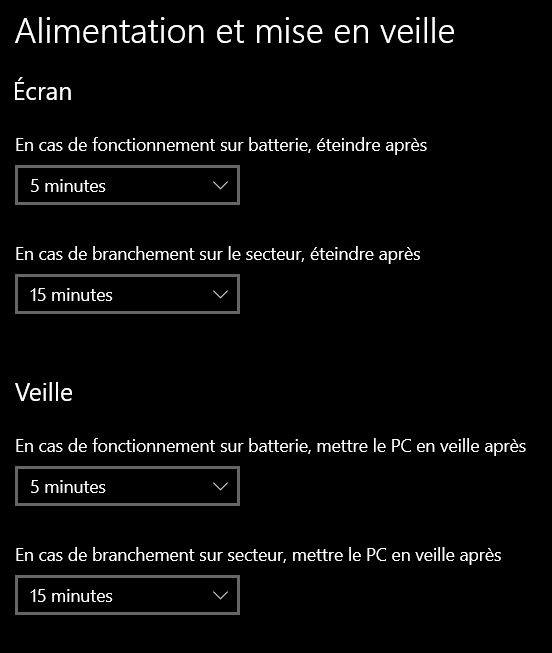 Alimentation et mise en veille
Écran
En cas de fonctionnement sur batterie, éteindre après
5 minutes
En cas de branchement sur le secteur, éteindre après
15 minutes
Veille
En cas de fonctionnement sur batterie, mettre le PC en veille après
5 minutes
En cas de branchement sur secteur, mettre le PC en veille après
15 minutes